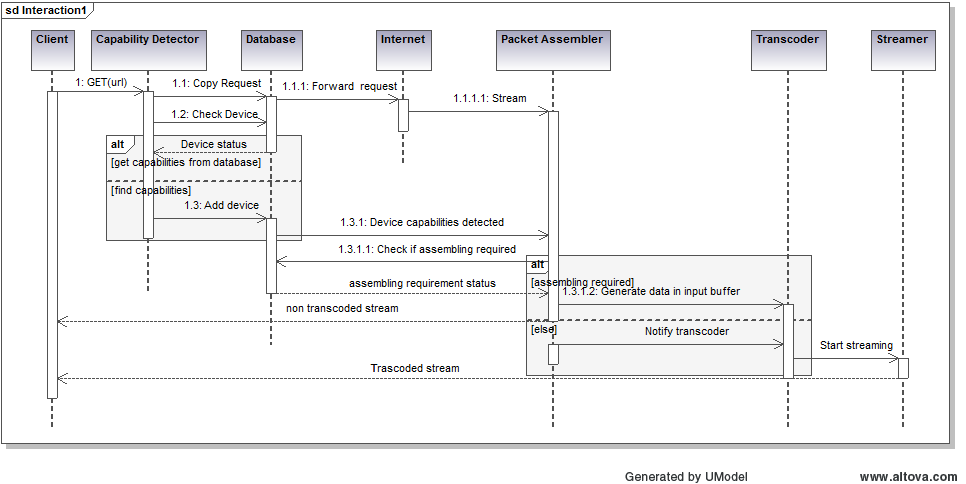 sd Interaction1
Client
Capability Detector
Database
Internet
Packet Assembler
Transcoder
Streamer
1: GET(url)
1.1: Copy Request
1.1.1: Forward request
1.1.1.1: Stream
1.2: Check Device
alt
Device status
[get capabilities from database]
[find capabilities]
1.3: Add device
1.3.1: Device capabilities detected
1.3.1.1: Check if assembling required
alt
[assembling required]
assembling requirement status
1.3.1.2: Generate data in input buffer
non transcoded stream
[else]
Notify transcoder
Start streaming
Trascoded stream
Generated by UModel
www.altova.com